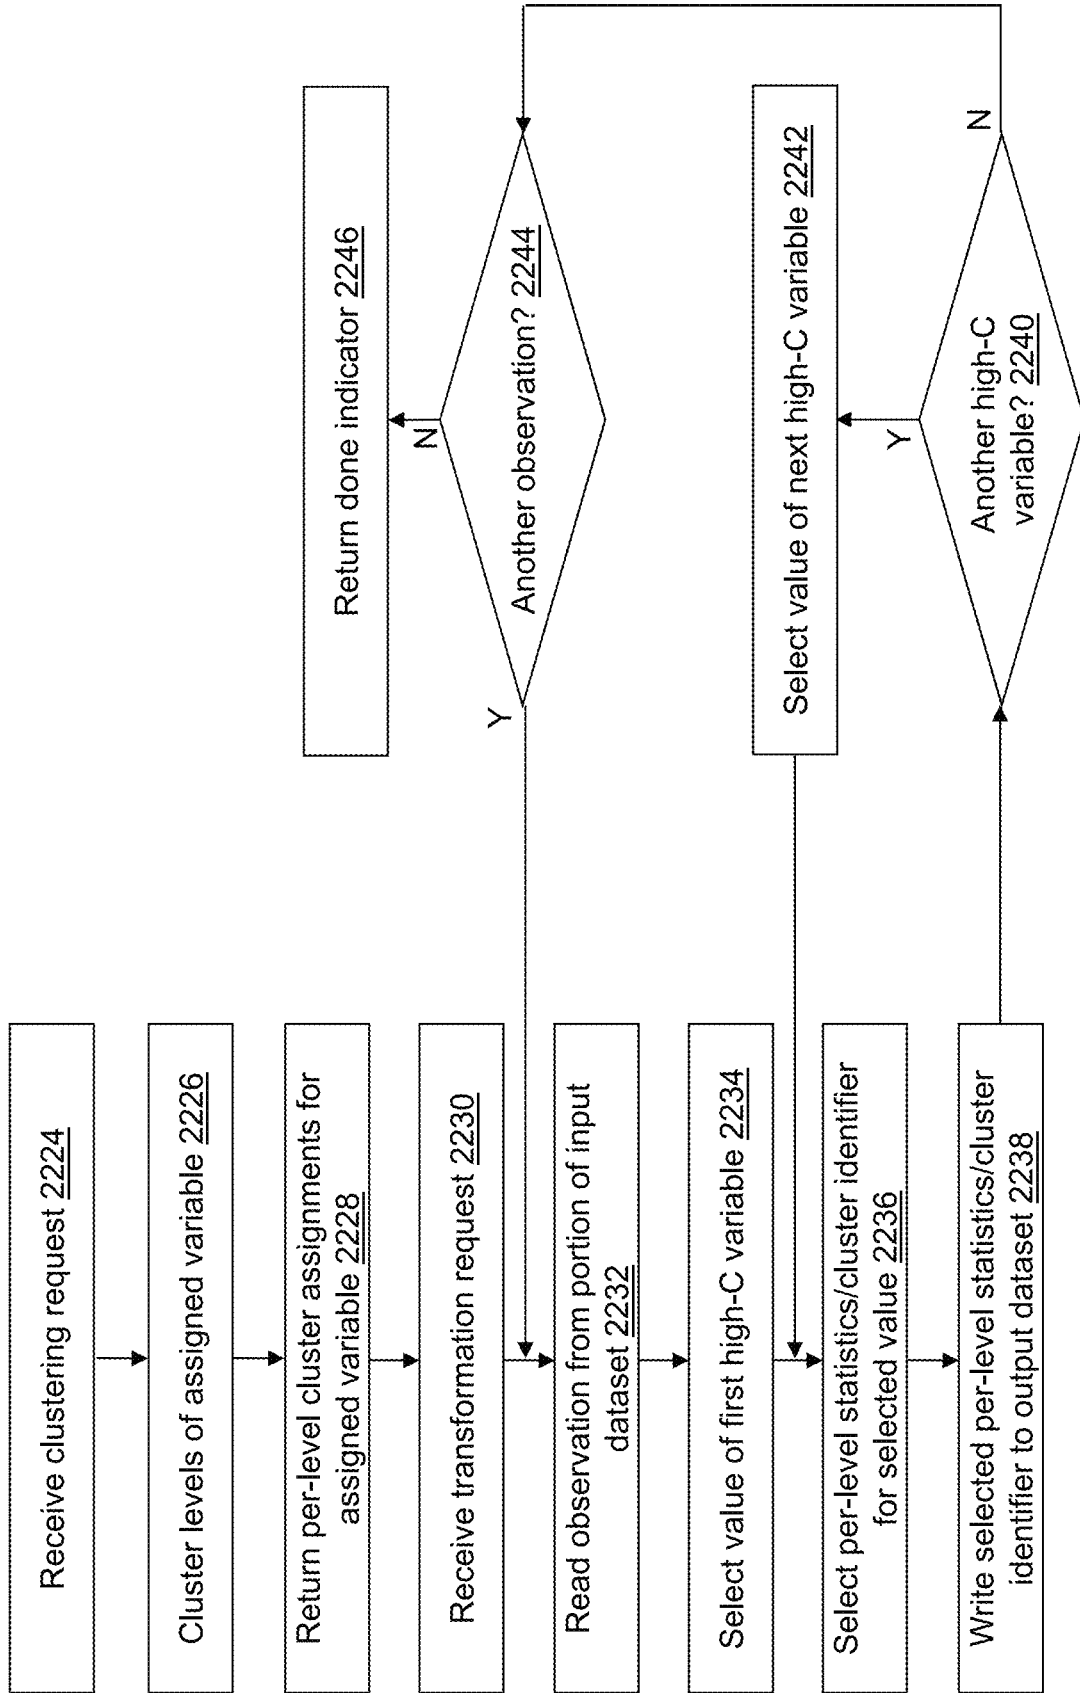 Receive clustering request 2224
Cluster levels of assigned variable 2226
Return per-level cluster assignments for
assigned variable 2228
Receive transformation request 2230
Read observation from portion of input
dataset 2232
Select value of first high-C variable 2234
Select per-level statistics/cluster identifier
for selected value 2236
Write selected per-level statistics/cluster
identifier to output dataset 2238
Another high-C
variable? 2240
Y
N
Select value of next high-C variable 2242
Another observation? 2244
Y
N
Return done indicator 2246